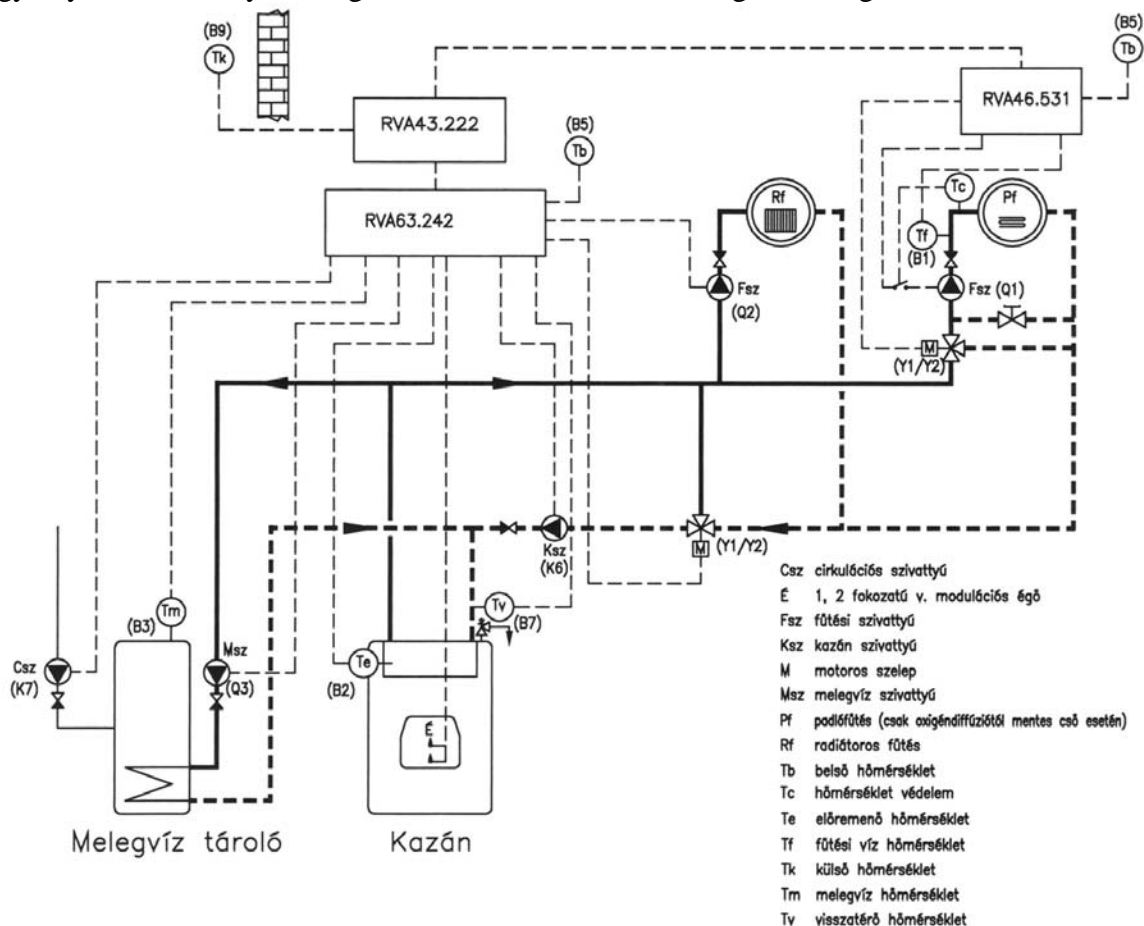 (B9)
Tk
RVA43.222
(B5)
Tb
RVA46.531
(B5)
Tb
RVA63.242
Rf
Tc
Pf
Tf
(B1)
Fsz
(Q2)
Fsz (Q1)
M
(Y1/Y2)
Ksz
(K6)
M
(Y1/Y2)
Tm
(B3)
Csz
(K7)
Msz
(Q3)
Te
(B2)
Tv
(B7)
É
Melegvíz tároló
Kazán
Csz cirkulációs szivattyú
É 1, 2 fokozatú v. modulációs égő
Fsz fűtési szivattyú
Ksz kazán szivattyú
M motoros szelep
Msz melegvíz szivattyú
Pf padlófűtés (csak oxigéndiffúziótól mentes cső esetén)
Rf radiátoros fűtés
Tb belső hőmérséklet
Tc hőmérséklet védelem
Te előremenő hőmérséklet
Tf fűtési víz hőmérséklet
Tk külső hőmérséklet
Tm melegvíz hőmérséklet
Tv visszatérő hőmérséklet